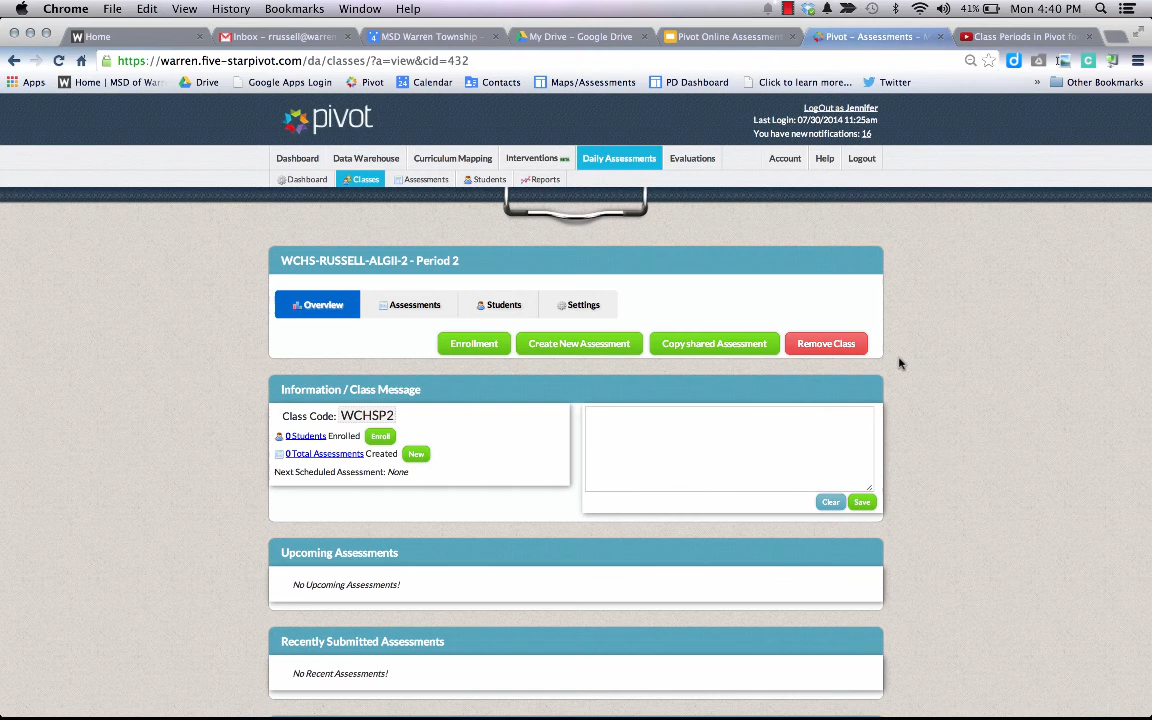 Chrome File Edit View History Bookmarks Window Help 41% Mon 4:40 PM
Home Inbox – rrussell@warren MSD Warren Township - My Drive – Google Drive Pivot Online Assessment Pivot – Assessments – M Class Periods in Pivot for
https://warren.five-starpivot.com/da/classes/?a=view&cid=432
Apps Home | MSD of War Drive Google Apps Login Pivot Calendar Contacts Maps/Assessments PD Dashboard Click to learn more... Twitter » Other Bookmarks
pivot
LogOut as Jennifer
Last Login: 07/30/2014 11:25am
You have new notifications: 16
Dashboard Data Warehouse Curriculum Mapping Interventions Daily Assessments Evaluations Account Help Logout
Dashboard Classes Assessments Students Reports
WCHS-RUSSELL-ALGII-2 - Period 2
Overview Assessments Students Settings
Enrollment Create New Assessment Copy shared Assessment Remove Class
Information / Class Message
Class Code: WCHSP2
0 Students Enrolled Enroll
0 Total Assessments Created New
Next Scheduled Assessment: None
Clear Save
Upcoming Assessments
No Upcoming Assessments!
Recently Submitted Assessments
No Recent Assessments!